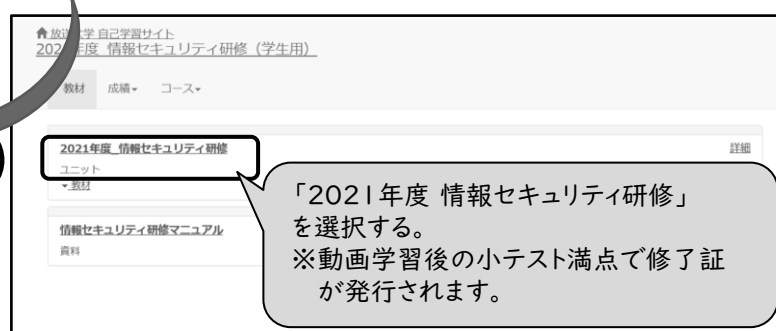 放送大学 自己学習サイト
2021年度 情報セキュリティ研修（学生用）
教材 成績▾ コース▾
2021年度_情報セキュリティ研修 詳細
ユニット
▾ 教材
情報セキュリティ研修マニュアル
資料
「2021年度 情報セキュリティ研修」
を選択する。
※動画学習後の小テスト満点で修了証
が発行されます。